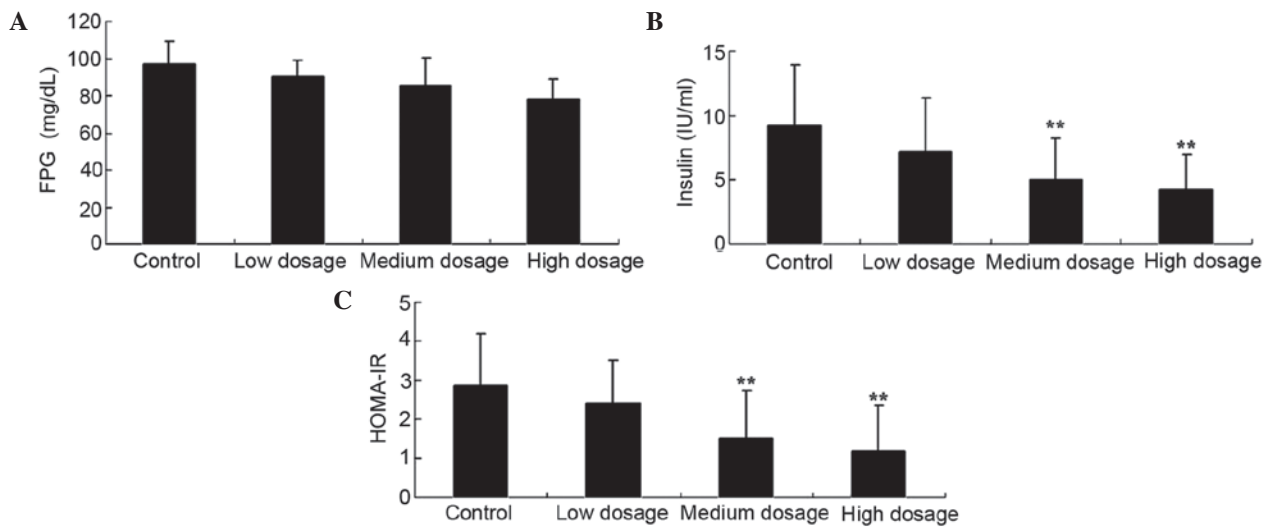 A
FPG (mg/dL)
120
100
80
60
40
20
0
Control Low dosage Medium dosage High dosage
B
Insulin (IU/ml)
15
10
5
0
**
**
Control Low dosage Medium dosage High dosage
C
HOMA-IR
5
4
3
2
1
0
**
**
Control Low dosage Medium dosage High dosage